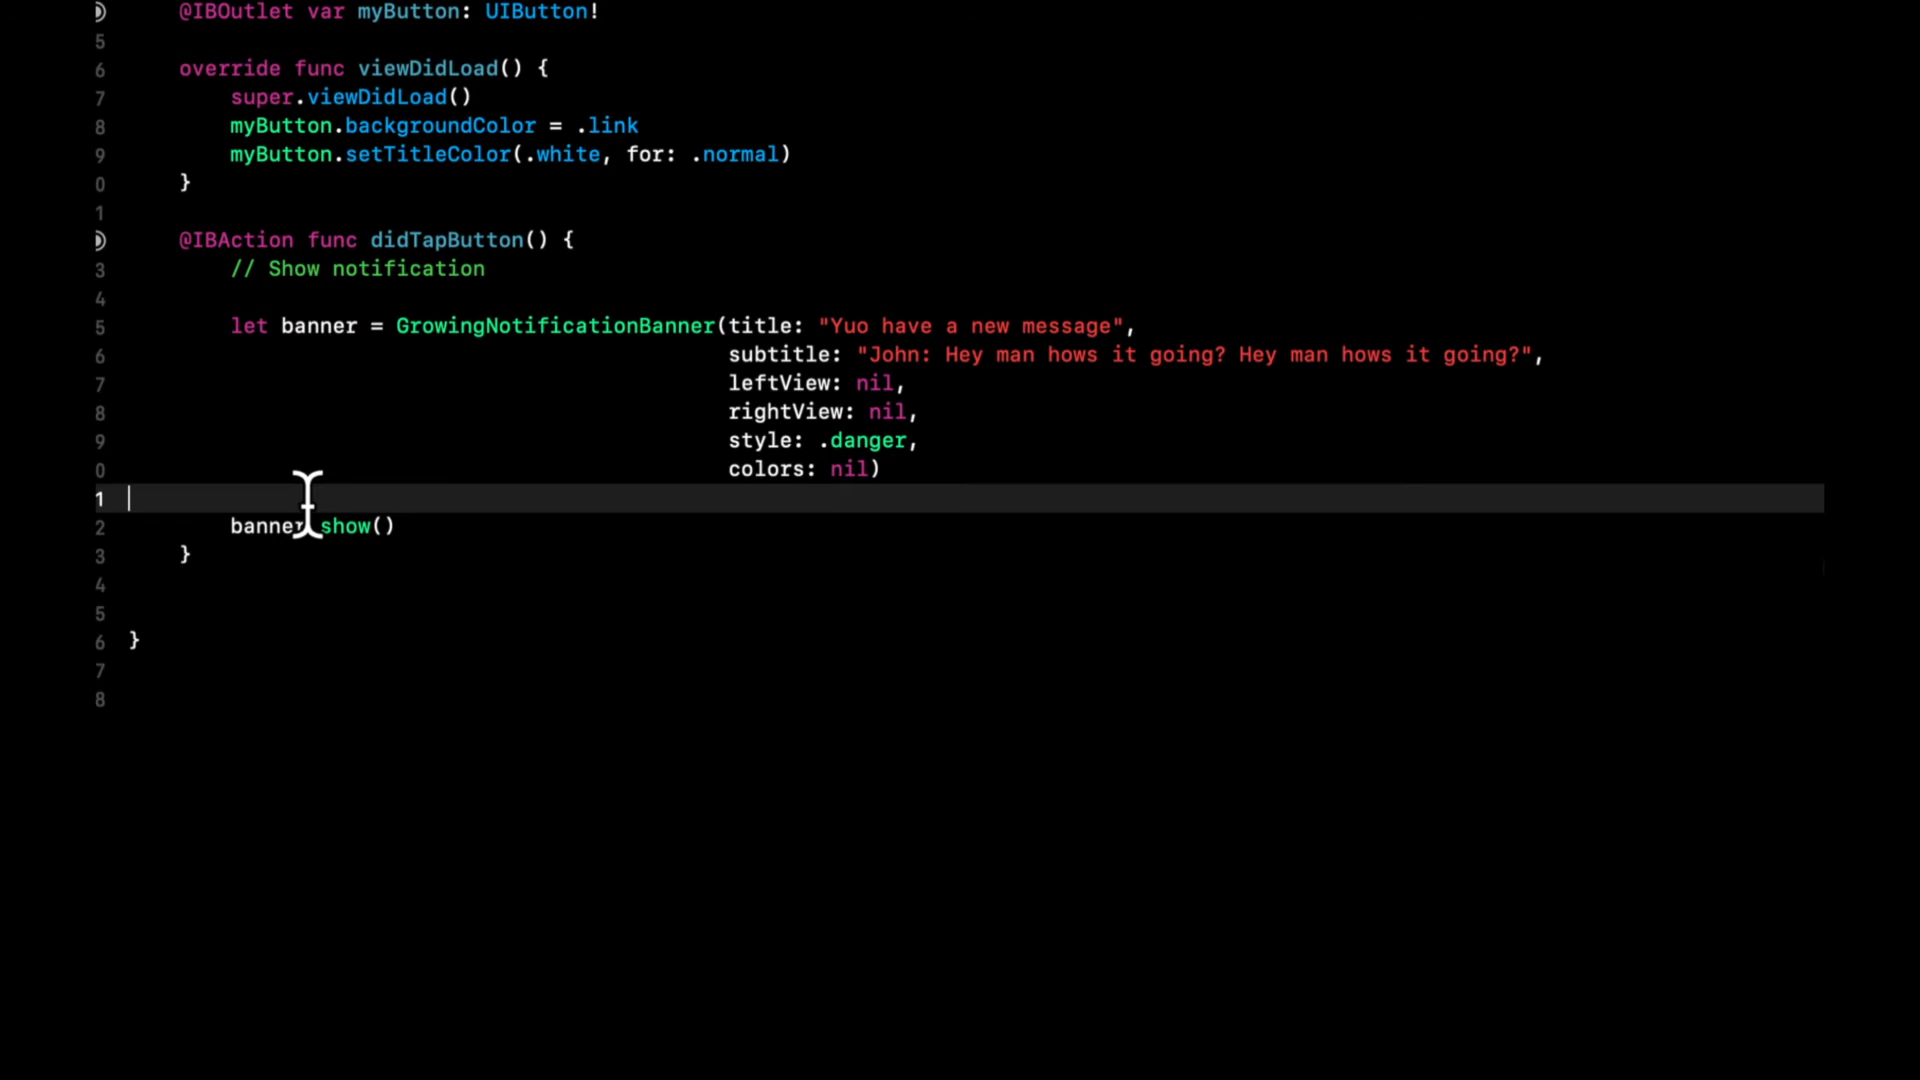 @IBOutlet var myButton: UIButton!
5
6 override func viewDidLoad() {
7 super.viewDidLoad()
8 myButton.backgroundColor = .link
9 myButton.setTitleColor(.white, for: .normal)
0 }
1
@IBAction func didTapButton() {
3 // Show notification
4
5 let banner = GrowingNotificationBanner(title: "Yuo have a new message",
6 subtitle: "John: Hey man hows it going? Hey man hows it going?",
7 leftView: nil,
8 rightView: nil,
9 style: .danger,
0 colors: nil)
1
2 banner.show()
3 }
4
5
6 }
7
8